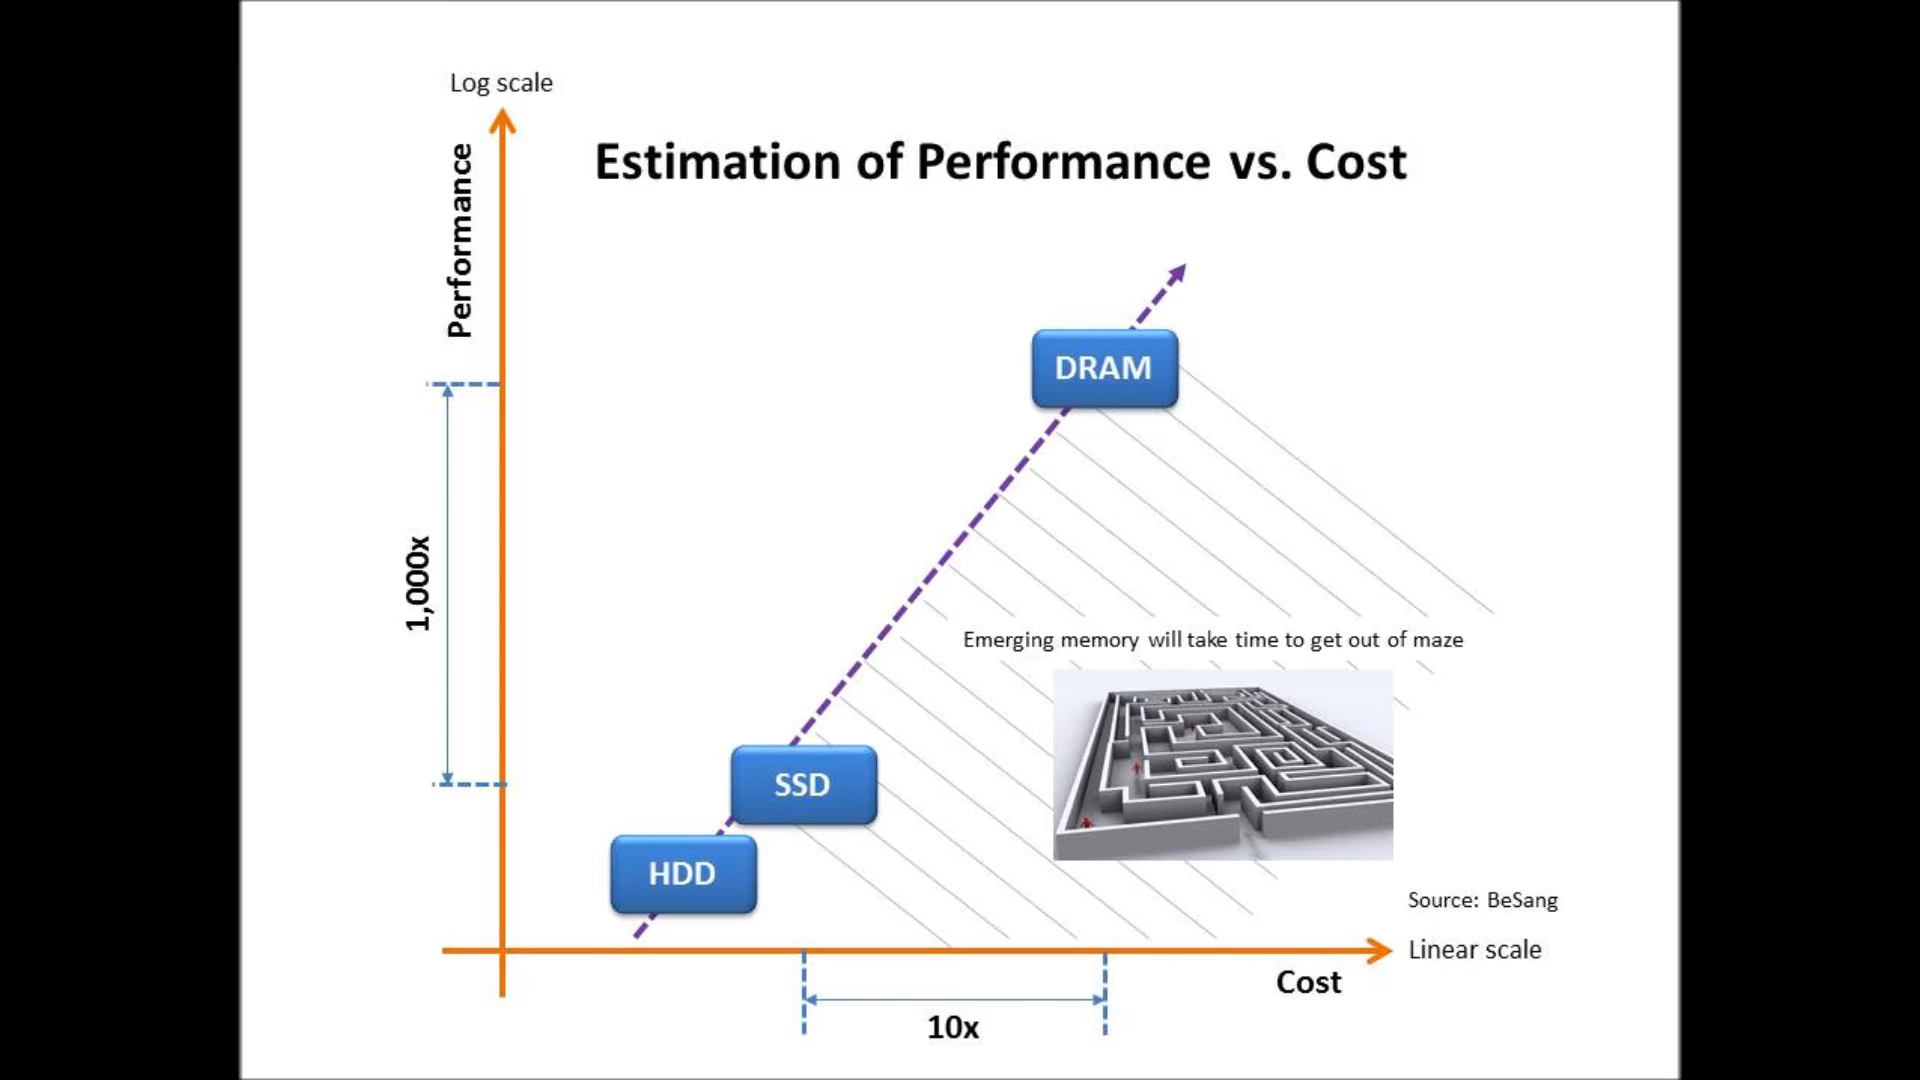 Log scale
Estimation of Performance vs. Cost
Performance
DRAM
1,000x
Emerging memory will take time to get out of maze
SSD
HDD
Source: BeSang
Linear scale
Cost
10x